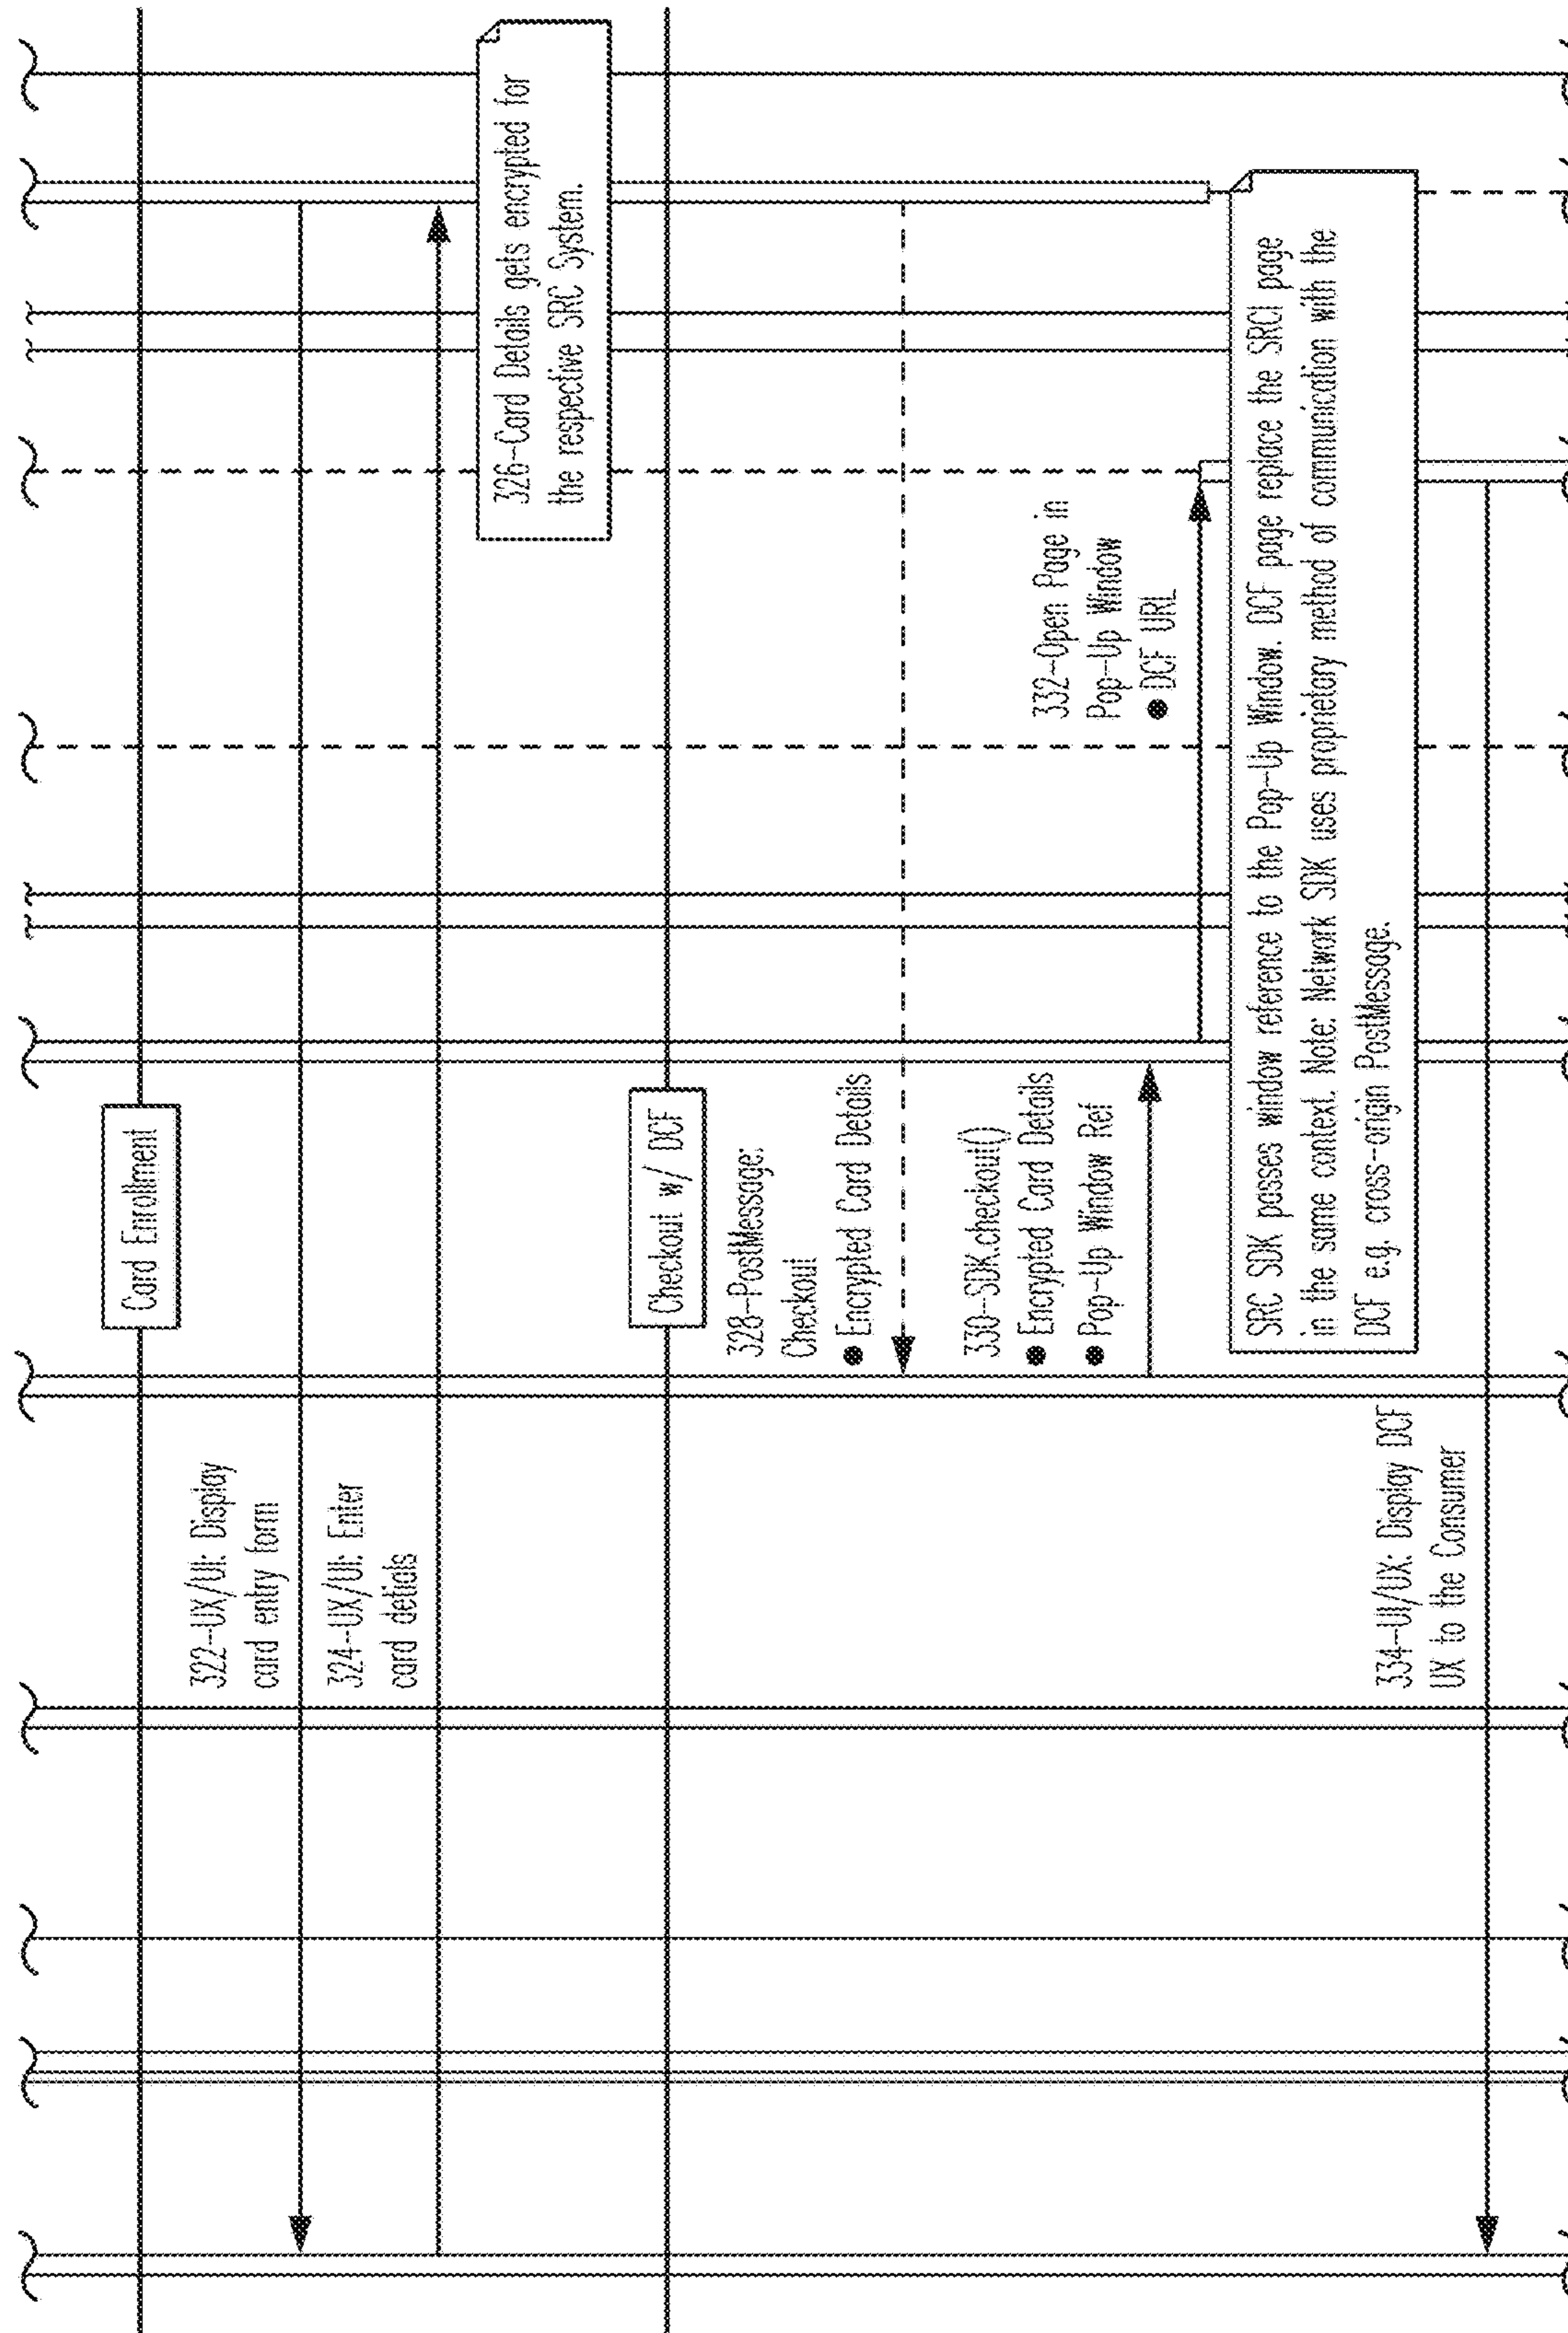 Card Enrollment
322-UX/UI: Display
card entry form
324-UX/UI: Enter
card detials
326-Card Details gets encrypted for
the respective SRC System.
Checkout w/ DCF
328-PostMessage:
Checkout
● Encrypted Card Details
330-SDK.checkout()
● Encrypted Card Details
● Pop-Up Window Ref
332-Open Page in
Pop-Up Window
● DCF URL
SRC SDK passes window reference to the Pop-Up Window. DCF page replace the SRCI page
in the same context. Note: Network SDK uses proprietary method of communication with the
DCF e.g. cross-origin PostMessage.
334-UI/UX: Display DCF
UX to the Consumer